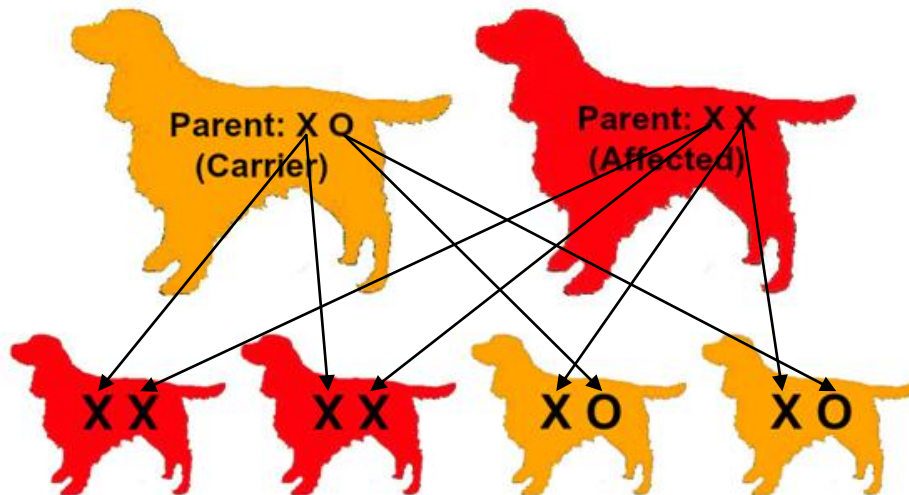 Parent: X O
(Carrier)
Parent: X X
(Affected)
X X
X X
X O
X O